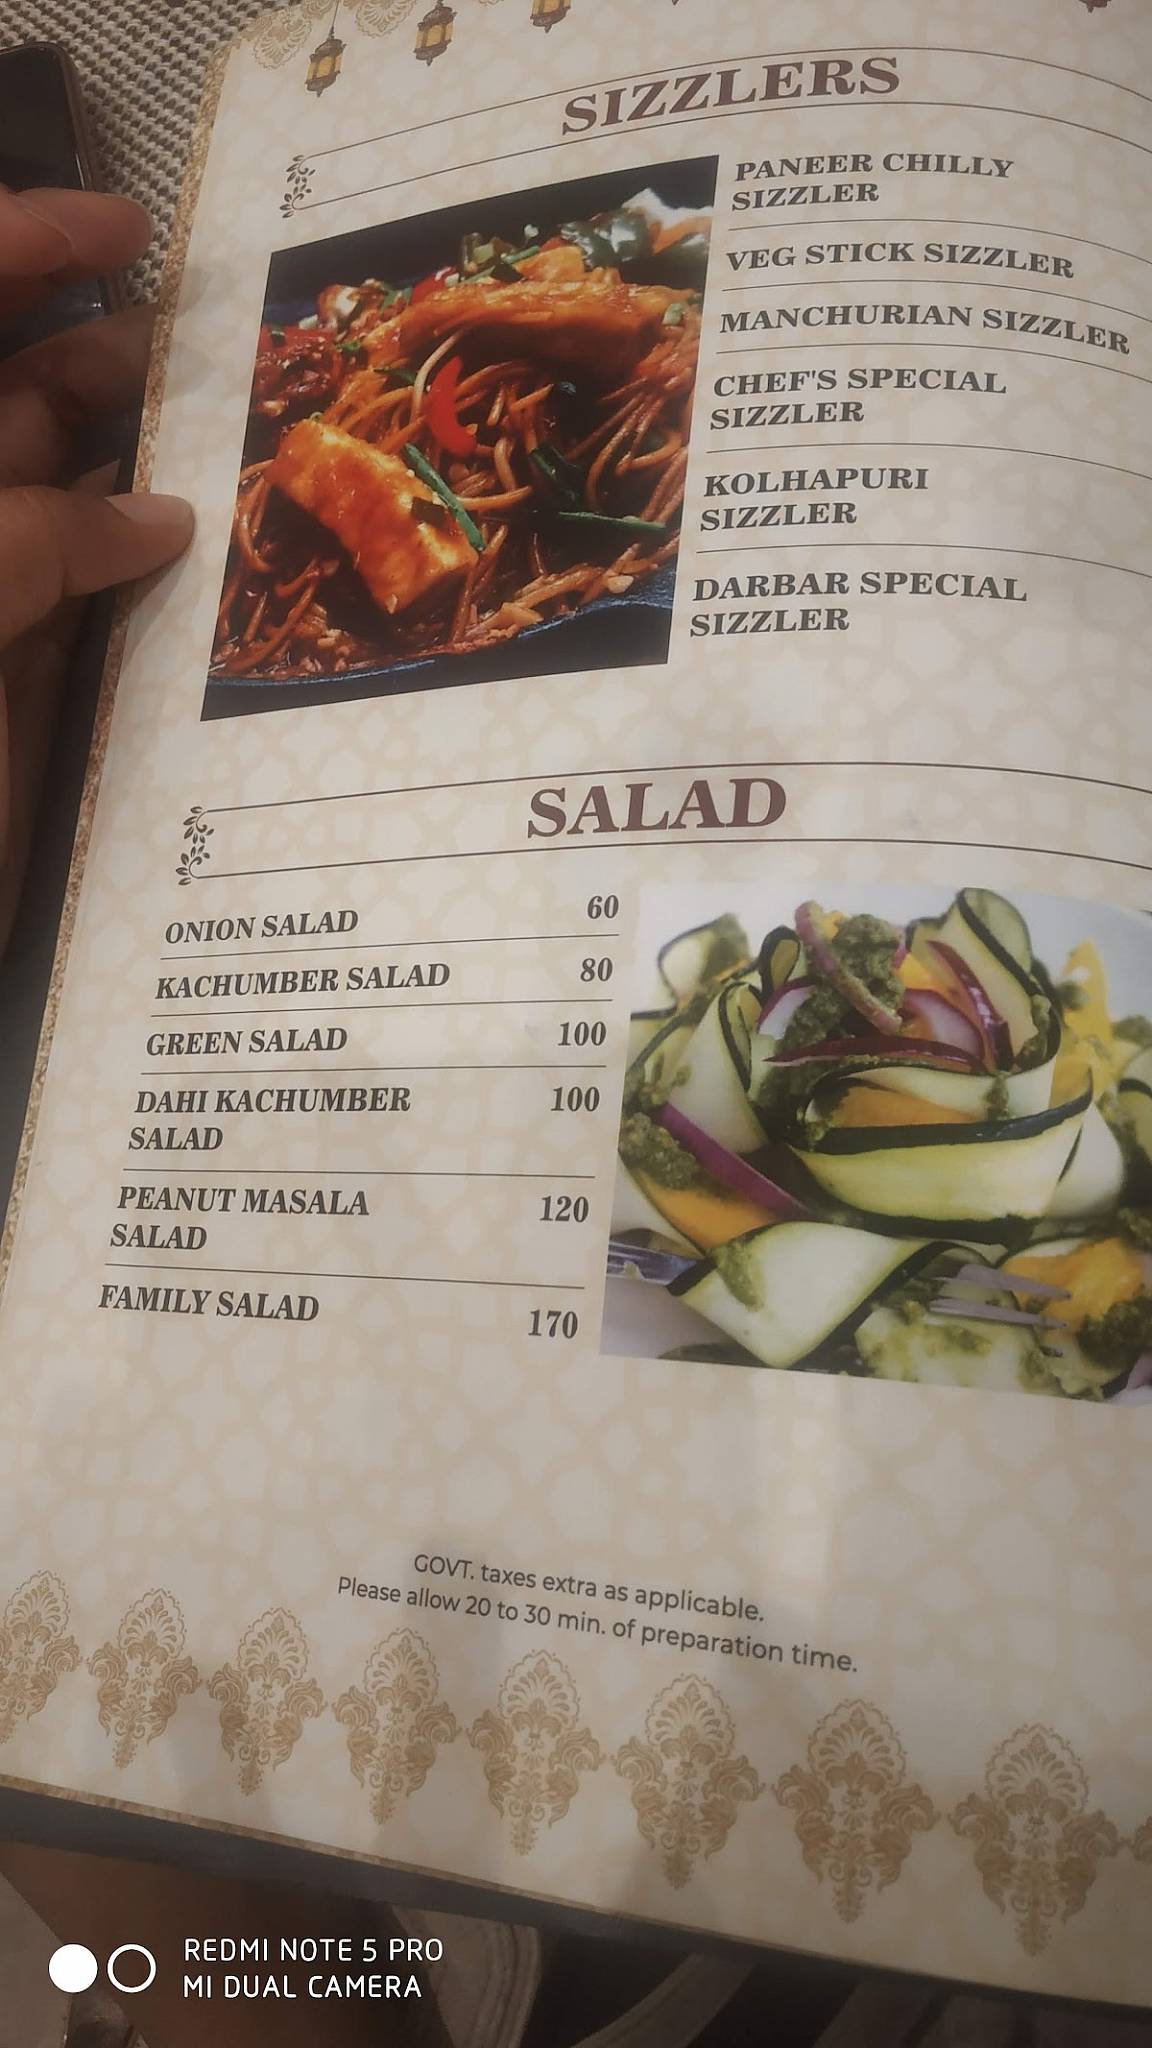 SIZZLERS
PANEER CHILLY
SIZZLER
VEG STICK SIZZLER
MANCHURIAN SIZZLER
CHEF'S SPECIAL
SIZZLER
KOLHAPURI
SIZZLER
DARBAR SPECIAL
SIZZLER
SALAD
ONION SALAD 60
KACHUMBER SALAD 80
GREEN SALAD 100
DAHI KACHUMBER 100
SALAD
PEANUT MASALA 120
SALAD
FAMILY SALAD 170
GOVT. taxes extra as applicable.
Please allow 20 to 30 min. of preparation time.
REDMI NOTE 5 PRO
MI DUAL CAMERA